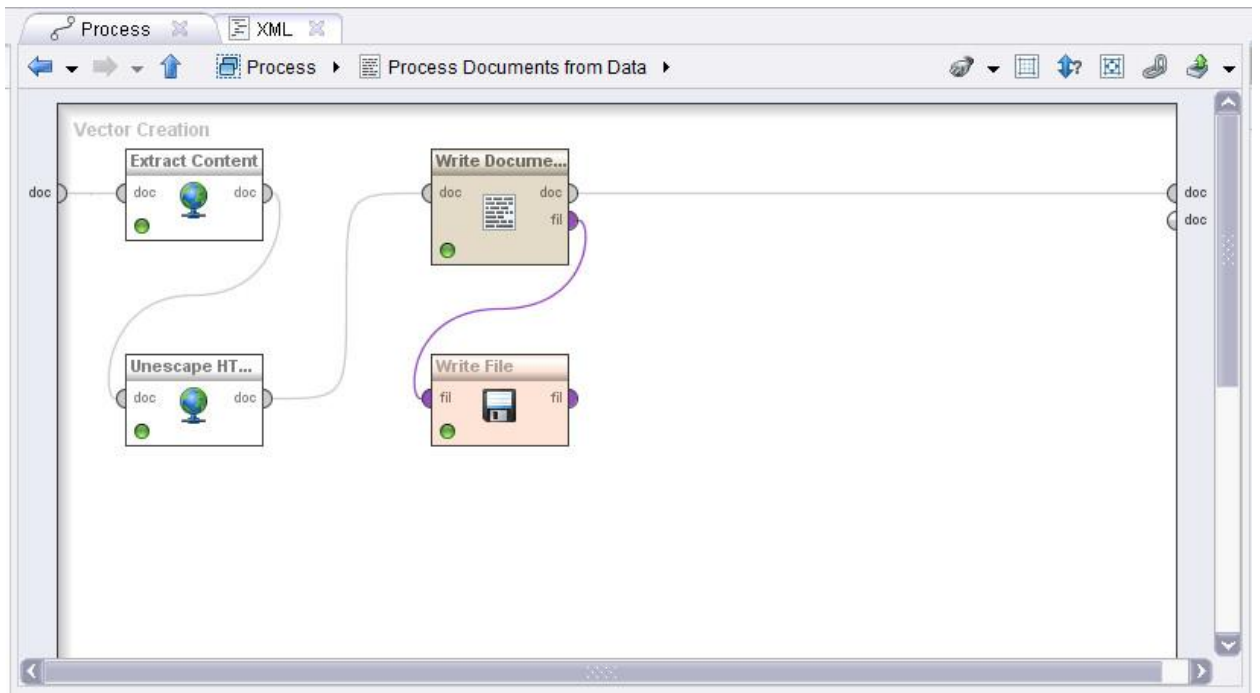 Process XML
Process Process Documents from Data
Vector Creation
Extract Content Write Docume...
doc doc doc doc doc doc
fil doc
Unescape HT... Write File
doc doc fil fil